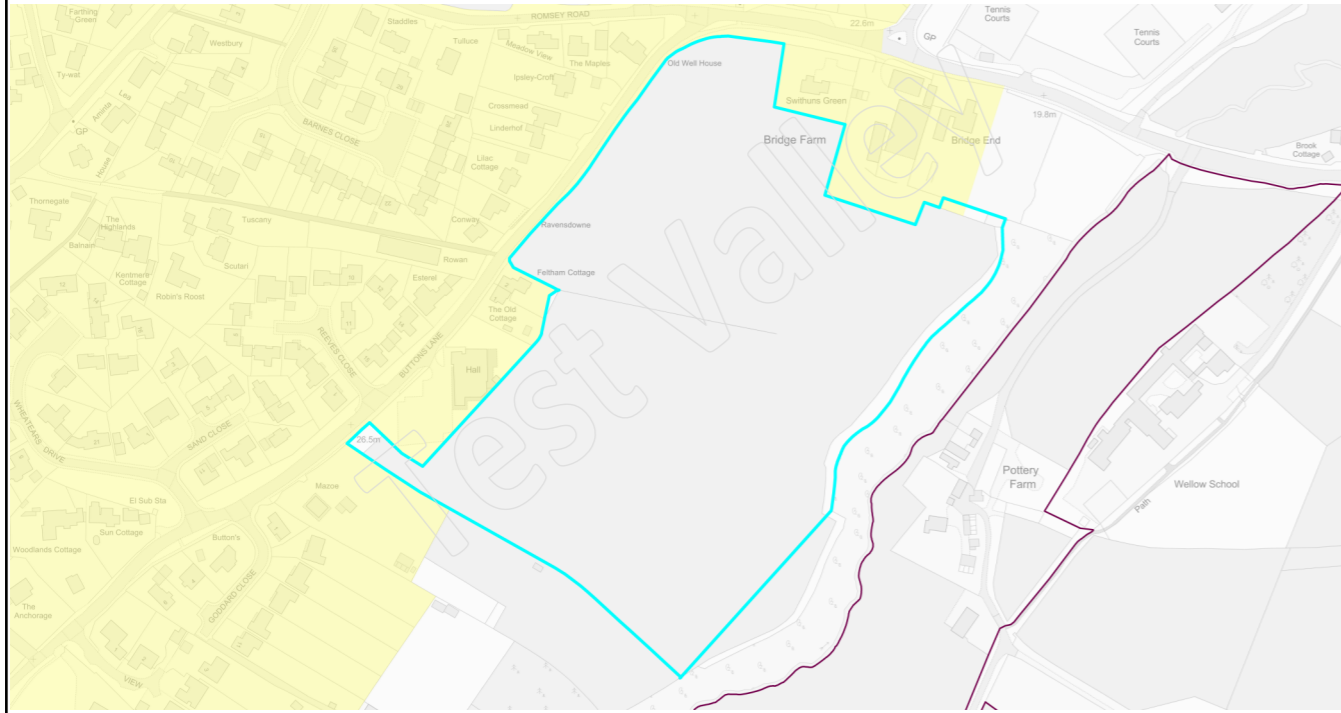 Farthing
Green
Staddles
ROMSEY ROAD
22.6m
Tennis
Courts
GP
Tennis
Courts
Westbury
Tulluce
Meadow View
The Maples
Old Well House
Ty-wat
Ipsley-Croft
Lea
Amesa
Crossmead
Linderhof
Swithuns Green
19.8m
GP
BARNES CLOSE
Bridge Farm
Bridge End
Brook
Cottage
House
Lilac
Cottage
Thornegate
The
Highlands
Tuscany
Conway
Ravensdowne
Balnain
Rowan
Sculari
Esterel
Feltham Cottage
Kentmere
Cottage
Robin's Roost
The Old
Cottage
REEVES CLOSE
BUTTONS LANE
Hall
WHEATEARS DRIVE
SAND CLOSE
26.5m
Pottery
Farm
Wellow School
Path
Mazoe
El Sub Sta
Sun Cottage
Button's
Woodlands Cottage
GODDARD CLOSE
The
Anchorage
VIEW
Test Valley